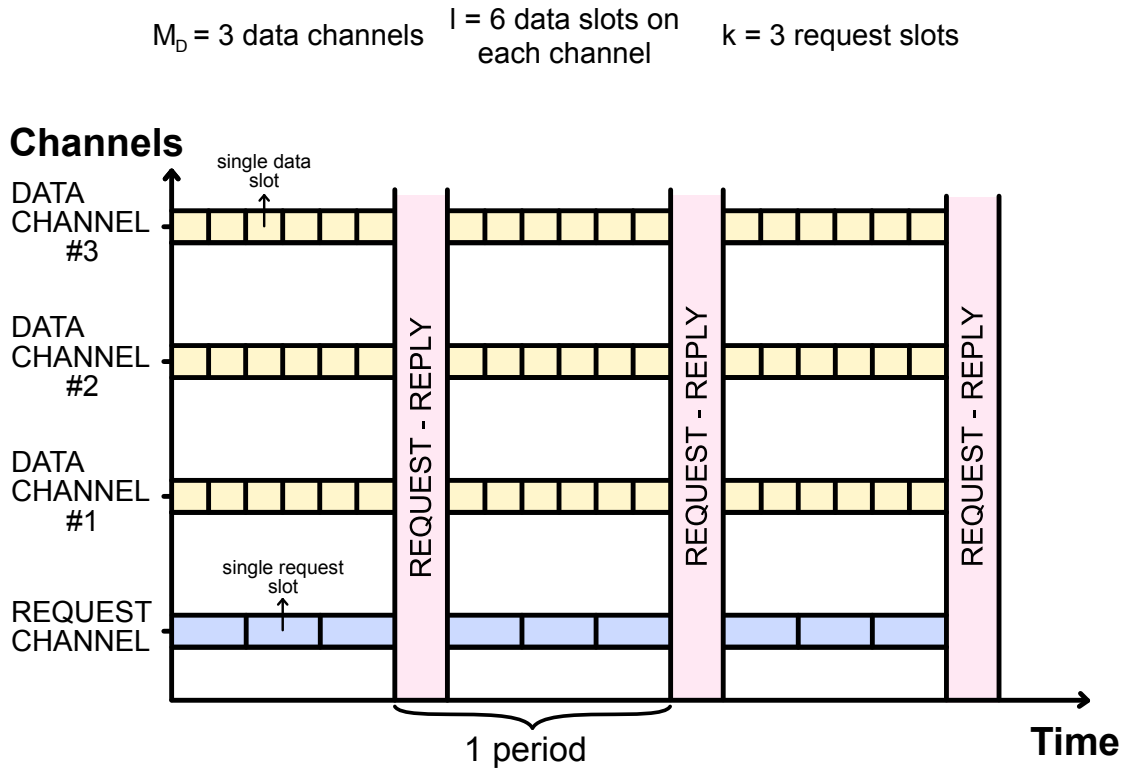 M_D = 3 data channels
l = 6 data slots on
each channel
k = 3 request slots
Channels
single data
slot
DATA
CHANNEL
#3
DATA
CHANNEL
#2
DATA
CHANNEL
#1
REQUEST
CHANNEL
single request
slot
REQUEST - REPLY
REQUEST - REPLY
REQUEST - REPLY
1 period
Time